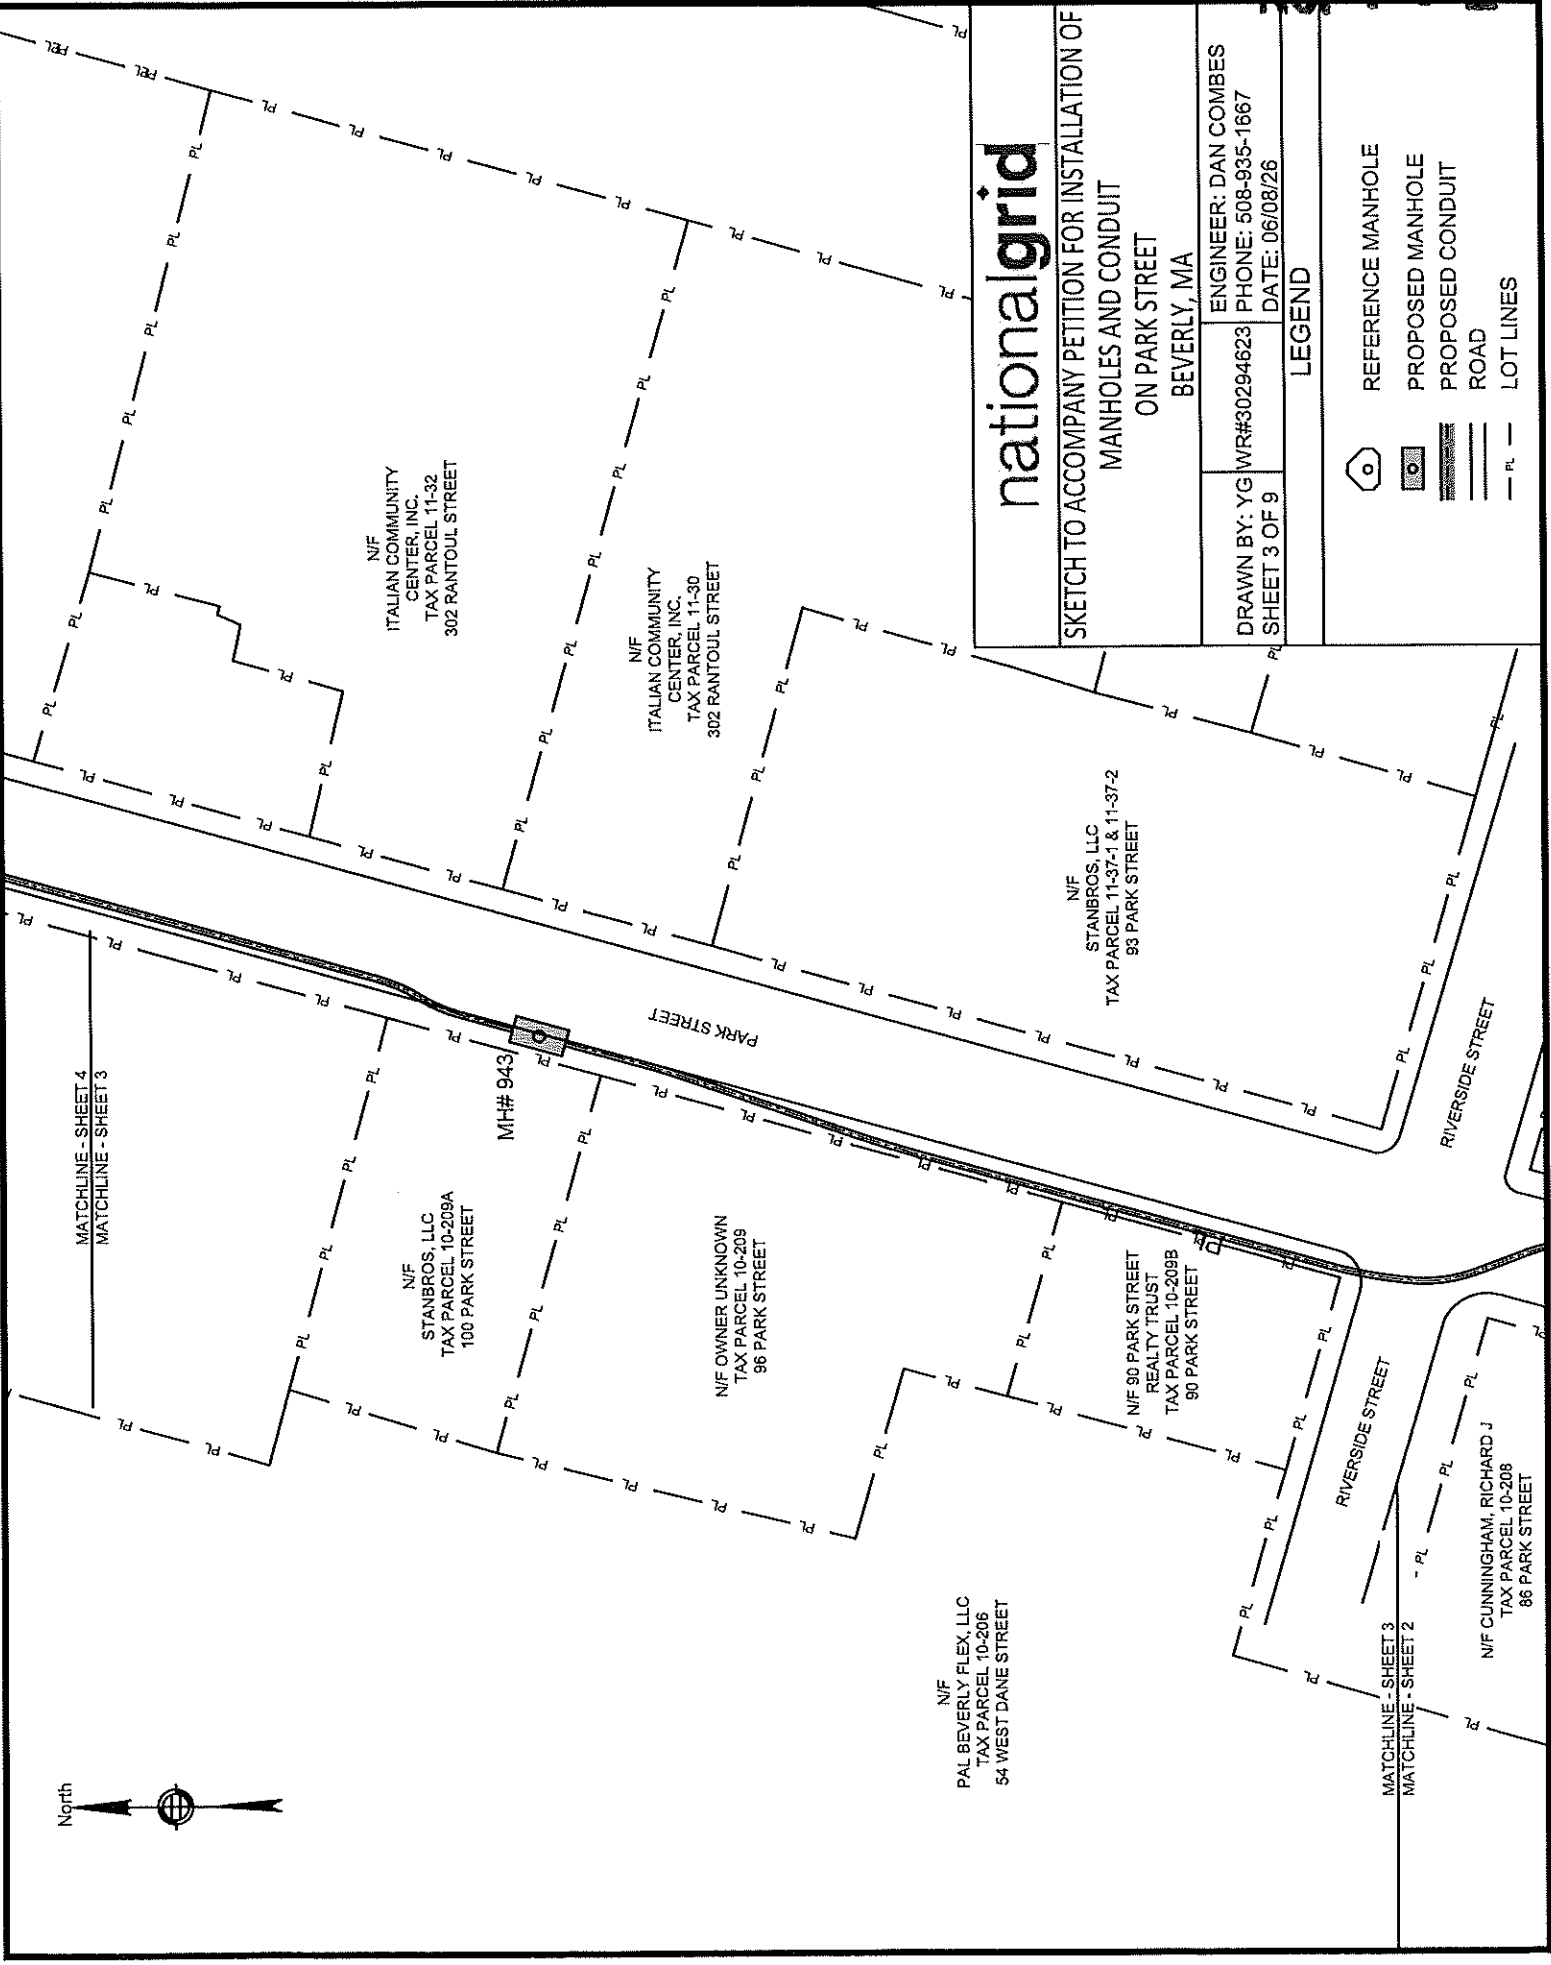 North
MATCHLINE - SHEET 4
MATCHLINE - SHEET 3
N/F
ITALIAN COMMUNITY
CENTER, INC.
TAX PARCEL 11-32
302 RANTOUL STREET
N/F
ITALIAN COMMUNITY
CENTER, INC.
TAX PARCEL 11-30
302 RANTOUL STREET
MH# 943
PARK STREET
N/F
STANBROS, LLC
TAX PARCEL 10-209A
100 PARK STREET
N/F OWNER UNKNOWN
TAX PARCEL 10-209
96 PARK STREET
N/F
STANBROS, LLC
TAX PARCEL 11-37-1 & 11-37-2
93 PARK STREET
N/F 90 PARK STREET
REALTY TRUST
TAX PARCEL 10-209B
90 PARK STREET
N/F
PAL BEVERLY FLEX, LLC
TAX PARCEL 10-206
54 WEST DANE STREET
RIVERSIDE STREET
RIVERSIDE STREET
MATCHLINE - SHEET 3
MATCHLINE - SHEET 2
N/F CUNNINGHAM, RICHARD J
TAX PARCEL 10-208
86 PARK STREET
PL
nationalgrid
SKETCH TO ACCOMPANY PETITION FOR INSTALLATION OF
MANHOLES AND CONDUIT
ON PARK STREET
BEVERLY, MA
DRAWN BY: YG
WR#30294623
ENGINEER: DAN COMBES
PHONE: 508-935-1667
SHEET 3 OF 9
DATE: 06/08/26
LEGEND
REFERENCE MANHOLE
PROPOSED MANHOLE
PROPOSED CONDUIT
ROAD
PL LOT LINES